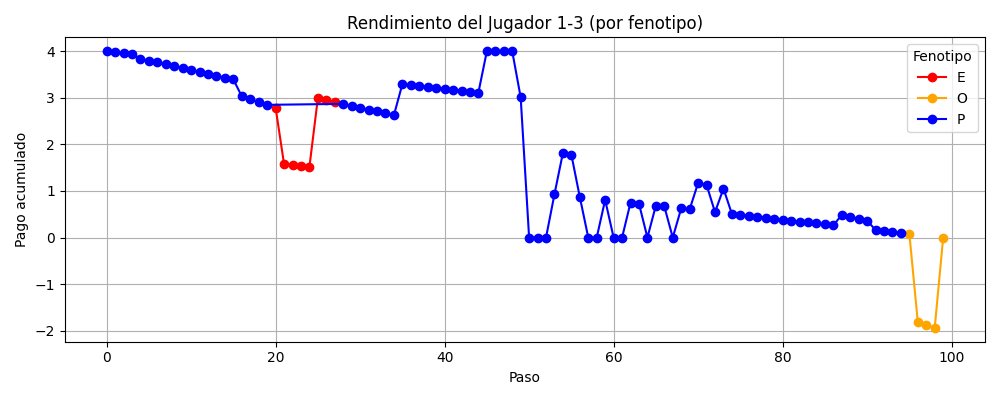 Rendimiento del Jugador 1-3 (por fenotipo)
Pago acumulado
4
3
2
1
0
−1
−2
0 20 40 60 80 100
Paso
Fenotipo
E
O
P